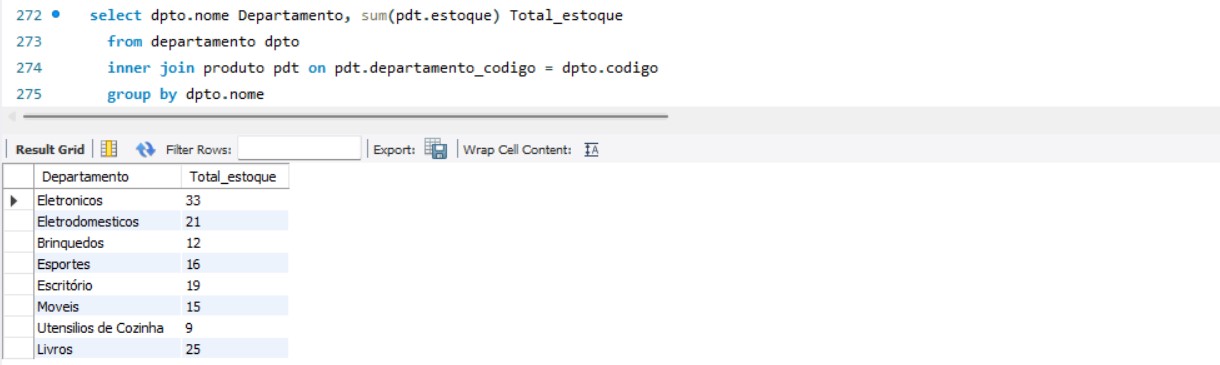 272 select dpto.nome Departamento, sum(pdt.estoque) Total_estoque
273 from departamento dpto
274 inner join produto pdt on pdt.departamento_codigo = dpto.codigo
275 group by dpto.nome
Result Grid Filter Rows: Export: Wrap Cell Content: IA
Departamento Total_estoque
Eletronicos 33
Eletrodomesticos 21
Brinquedos 12
Esportes 16
Escritório 19
Moveis 15
Utensilios de Cozinha 9
Livros 25